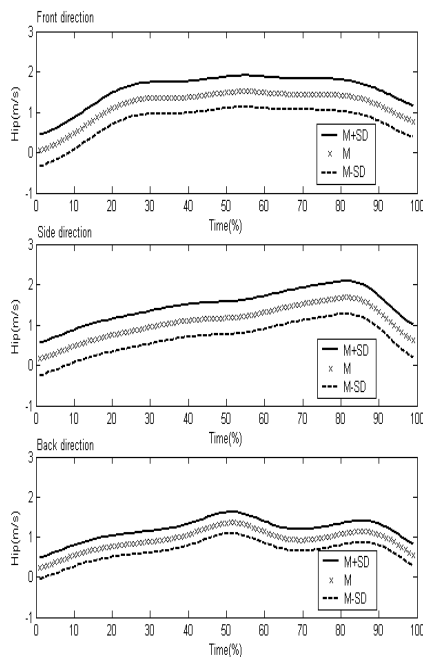 Front direction
3
2
1
0
-1
Hip(m/s)
M+SD
M
M-SD
0 10 20 30 40 50 60 70 80 90 100
Time(%)
Side direction
3
2
1
0
-1
Hip(m/s)
M+SD
M
M-SD
0 10 20 30 40 50 60 70 80 90 100
Time(%)
Back direction
3
2
1
0
-1
Hip(m/s)
M+SD
M
M-SD
0 10 20 30 40 50 60 70 80 90 100
Time(%)